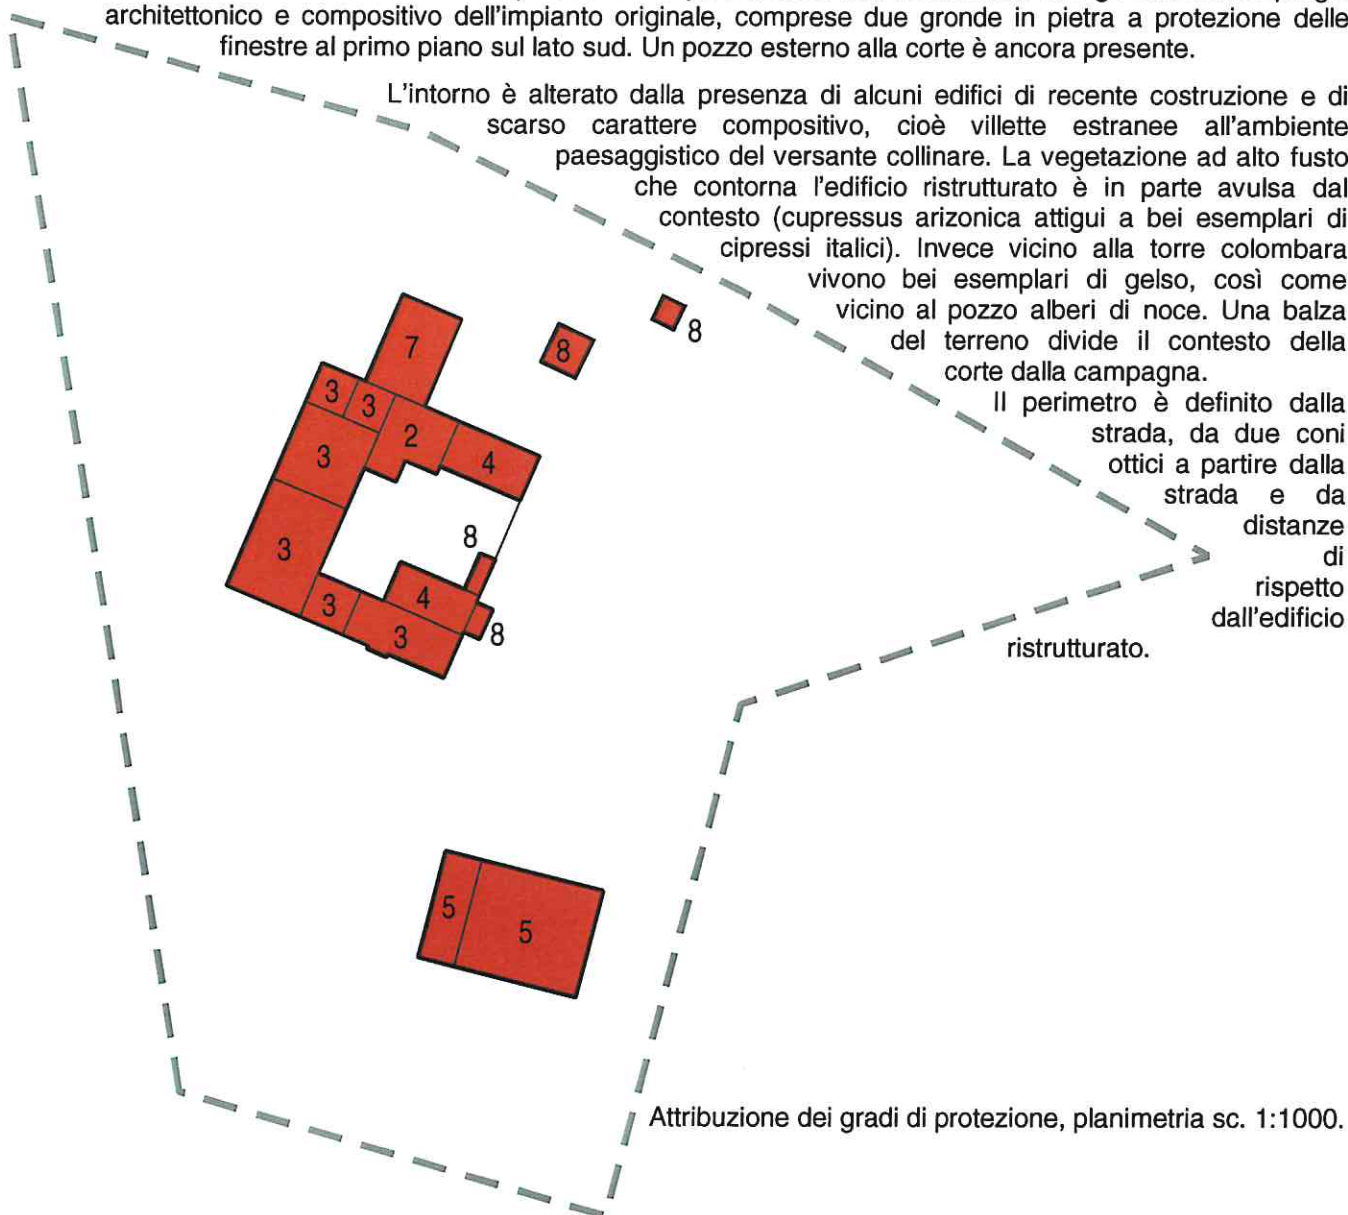 architettonico e compositivo dell'impianto originale, comprese due gronde in pietra a protezione delle
finestre al primo piano sul lato sud. Un pozzo esterno alla corte è ancora presente.
L'intorno è alterato dalla presenza di alcuni edifici di recente costruzione e di
scarso carattere compositivo, cioè villette estranee all'ambiente
paesaggistico del versante collinare. La vegetazione ad alto fusto
che contorna l'edificio ristrutturato è in parte avulsa dal
contesto (cupressus arizonica attigui a bei esemplari di
cipressi italici). Invece vicino alla torre colombara
vivono bei esemplari di gelso, così come
vicino al pozzo alberi di noce. Una balza
del terreno divide il contesto della
corte dalla campagna.
Il perimetro è definito dalla
strada, da due coni
ottici a partire dalla
strada e da
distanze
di
rispetto
dall'edificio
ristrutturato.
7
8
8
3
3
2
3
4
3
8
4
3
3
8
5
5
Attribuzione dei gradi di protezione, planimetria sc. 1:1000.